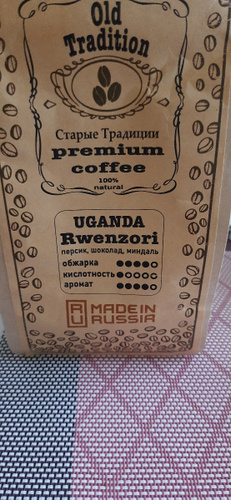 Old
Tradition
Старые Традиции
premium
coffee
100%
natural
UGANDA
Rwenzori
персик, шоколад, миндаль
обжарка
кислотность
аромат
RU MADE IN
RUSSIA